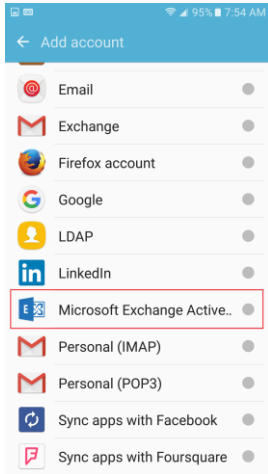 95% 7:54 AM
Add account
Email
Exchange
Firefox account
Google
LDAP
in LinkedIn
E Microsoft Exchange Active..
Personal (IMAP)
Personal (POP3)
Sync apps with Facebook
Sync apps with Foursquare